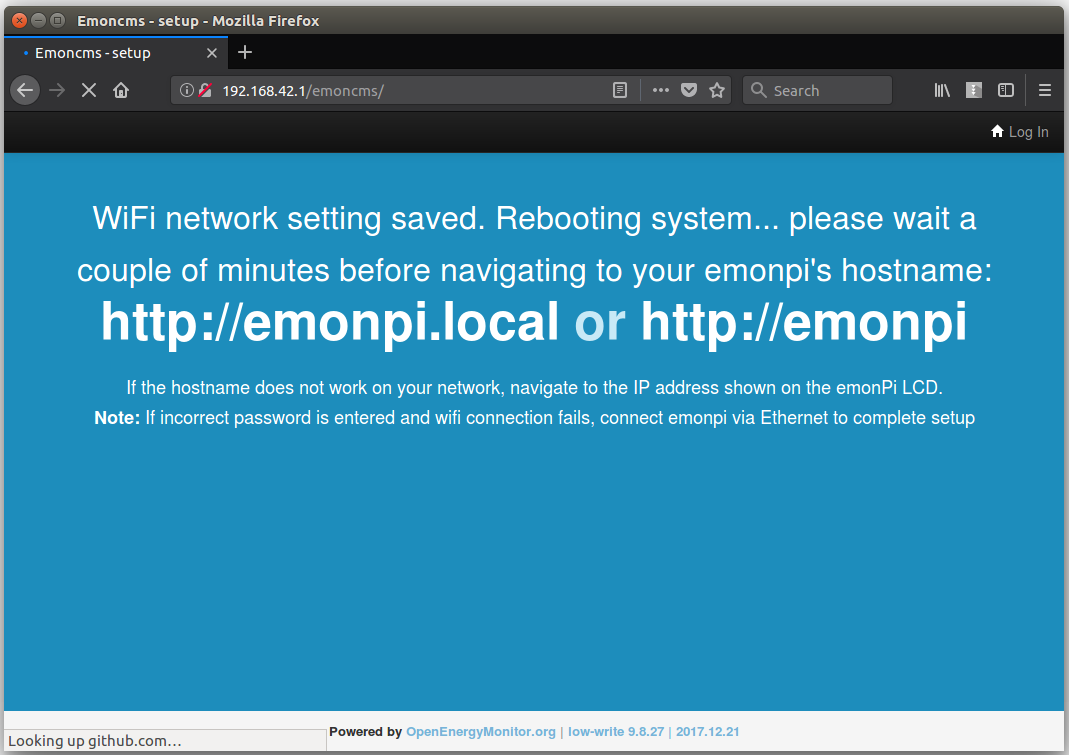 Emoncms - setup - Mozilla Firefox
Emoncms - setup
192.168.42.1/emoncms/
Search
Log In
WiFi network setting saved. Rebooting system... please wait a
couple of minutes before navigating to your emonpi's hostname:
http://emonpi.local or http://emonpi
If the hostname does not work on your network, navigate to the IP address shown on the emonPi LCD.
Note: If incorrect password is entered and wifi connection fails, connect emonpi via Ethernet to complete setup
Powered by OpenEnergyMonitor.org | low-write 9.8.27 | 2017.12.21
Looking up github.com...